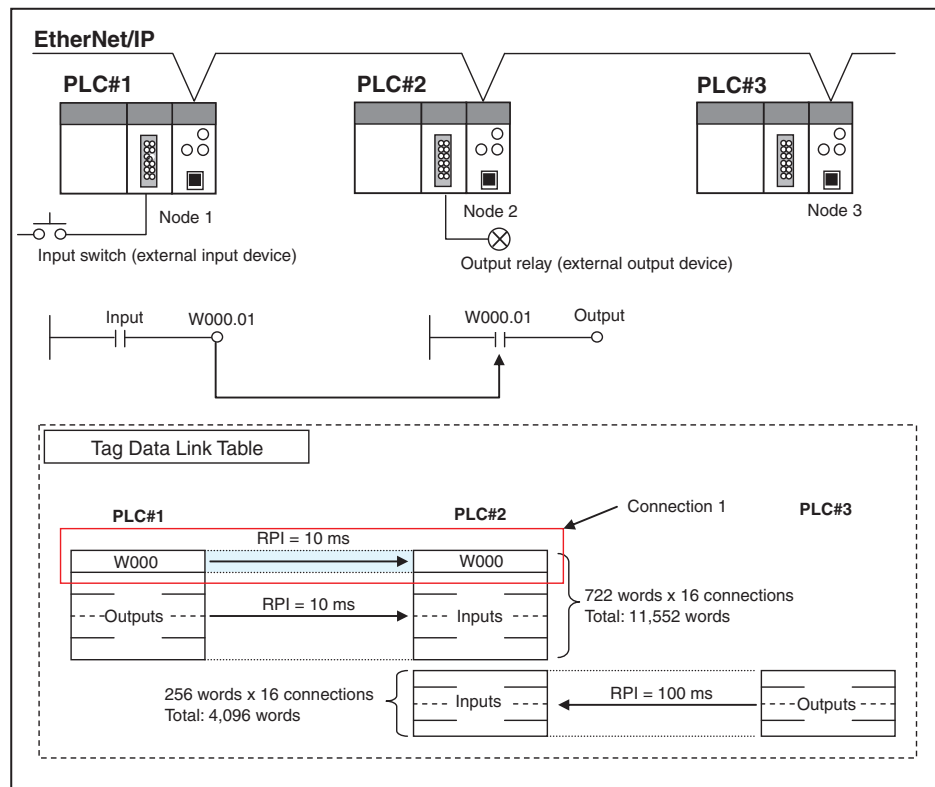 EtherNet/IP
PLC#1
PLC#2
PLC#3
Node 1
Node 2
Node 3
Input switch (external input device)
Output relay (external output device)
Input
W000.01
W000.01
Output
Tag Data Link Table
Connection 1
PLC#1
PLC#2
PLC#3
RPI = 10 ms
W000
W000
Outputs
RPI = 10 ms
Inputs
722 words x 16 connections
Total: 11,552 words
256 words x 16 connections
Total: 4,096 words
Inputs
RPI = 100 ms
Outputs